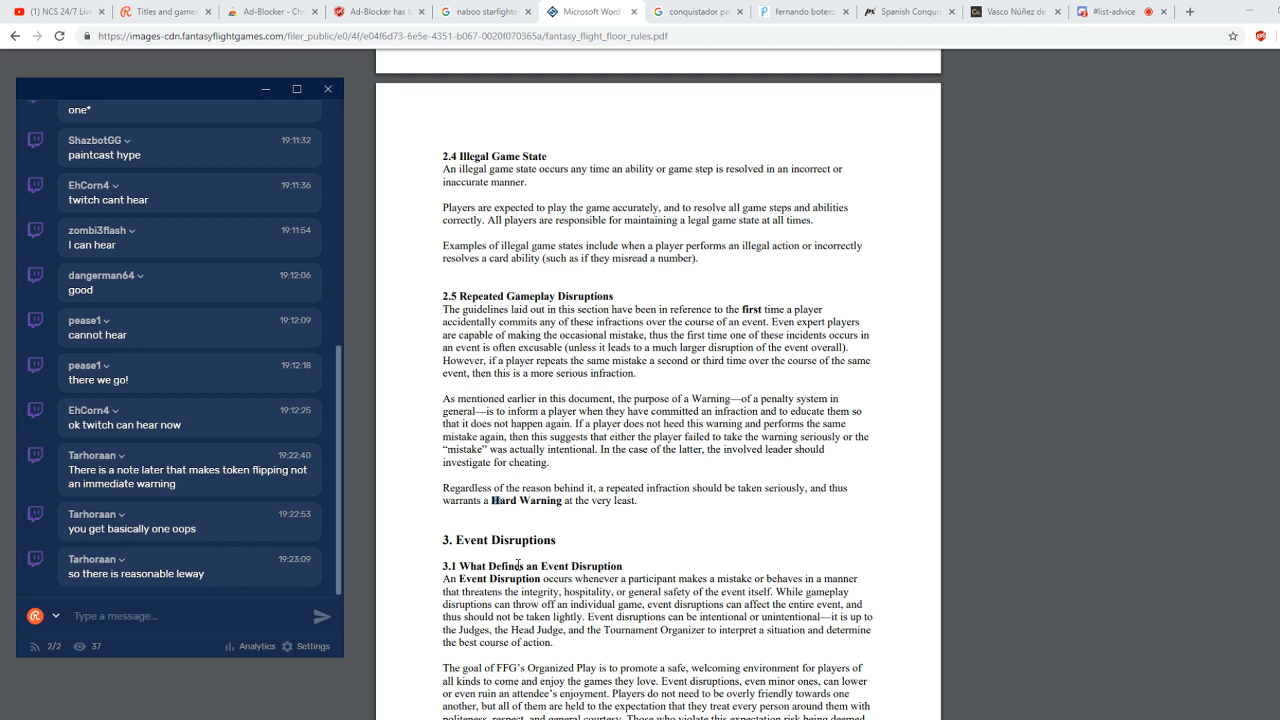 (1) NCS 24/7 Live
Titles and games
Ad-Blocker - Chr
Ad-Blocker has b
naboo starfighte
Microsoft Word
conquistador pa
fernando botero
Spanish Conqui
Vasco Núñez de
#list-advice
https://images-cdn.fantasyflightgames.com/filer_public/e0/4f/e04f6d73-6e5e-4351-b067-0020f070365a/fantasy_flight_floor_rules.pdf
one*
ShazbotGG 19:11:32
paintcast hype
EhCorn4 19:11:36
twitch cant hear
zombi3flash 19:11:54
I can hear
dangerman64 19:12:06
good
pease1 19:12:09
cannot hear
pease1 19:12:18
there we go!
EhCorn4 19:12:25
ok twitch can hear now
Tarhoraan 19:22:40
There is a note later that makes token flipping not
an immediate warning
Tarhoraan 19:22:53
you get basically one oops
Tarhoraan 19:23:09
so there is reasonable leway
Type a message...
2/2 37 Analytics Settings
2.4 Illegal Game State
An illegal game state occurs any time an ability or game step is resolved in an incorrect or
inaccurate manner.
Players are expected to play the game accurately, and to resolve all game steps and abilities
correctly. All players are responsible for maintaining a legal game state at all times.
Examples of illegal game states include when a player performs an illegal action or incorrectly
resolves a card ability (such as if they misread a number).
2.5 Repeated Gameplay Disruptions
The guidelines laid out in this section have been in reference to the first time a player
accidentally commits any of these infractions over the course of an event. Even expert players
are capable of making the occasional mistake, thus the first time one of these incidents occurs in
an event is often excusable (unless it leads to a much larger disruption of the event overall).
However, if a player repeats the same mistake a second or third time over the course of the same
event, then this is a more serious infraction.
As mentioned earlier in this document, the purpose of a Warning—of a penalty system in
general—is to inform a player when they have committed an infraction and to educate them so
that it does not happen again. If a player does not heed this warning and performs the same
mistake again, then this suggests that either the player failed to take the warning seriously or the
“mistake” was actually intentional. In the case of the latter, the involved leader should
investigate for cheating.
Regardless of the reason behind it, a repeated infraction should be taken seriously, and thus
warrants a Hard Warning at the very least.
3. Event Disruptions
3.1 What Defines an Event Disruption
An Event Disruption occurs whenever a participant makes a mistake or behaves in a manner
that threatens the integrity, hospitality, or general safety of the event itself. While gameplay
disruptions can throw off an individual game, event disruptions can affect the entire event, and
thus should not be taken lightly. Event disruptions can be intentional or unintentional—it is up to
the Judges, the Head Judge, and the Tournament Organizer to interpret a situation and determine
the best course of action.
The goal of FFG’s Organized Play is to promote a safe, welcoming environment for players of
all kinds to come and enjoy the games they love. Event disruptions, even minor ones, can lower
or even ruin an attendee’s enjoyment. Players do not need to be overly friendly towards one
another, but all of them are held to the expectation that they treat every person around them with
politeness, respect, and general courtesy. Those who violate this expectation risk being deemed